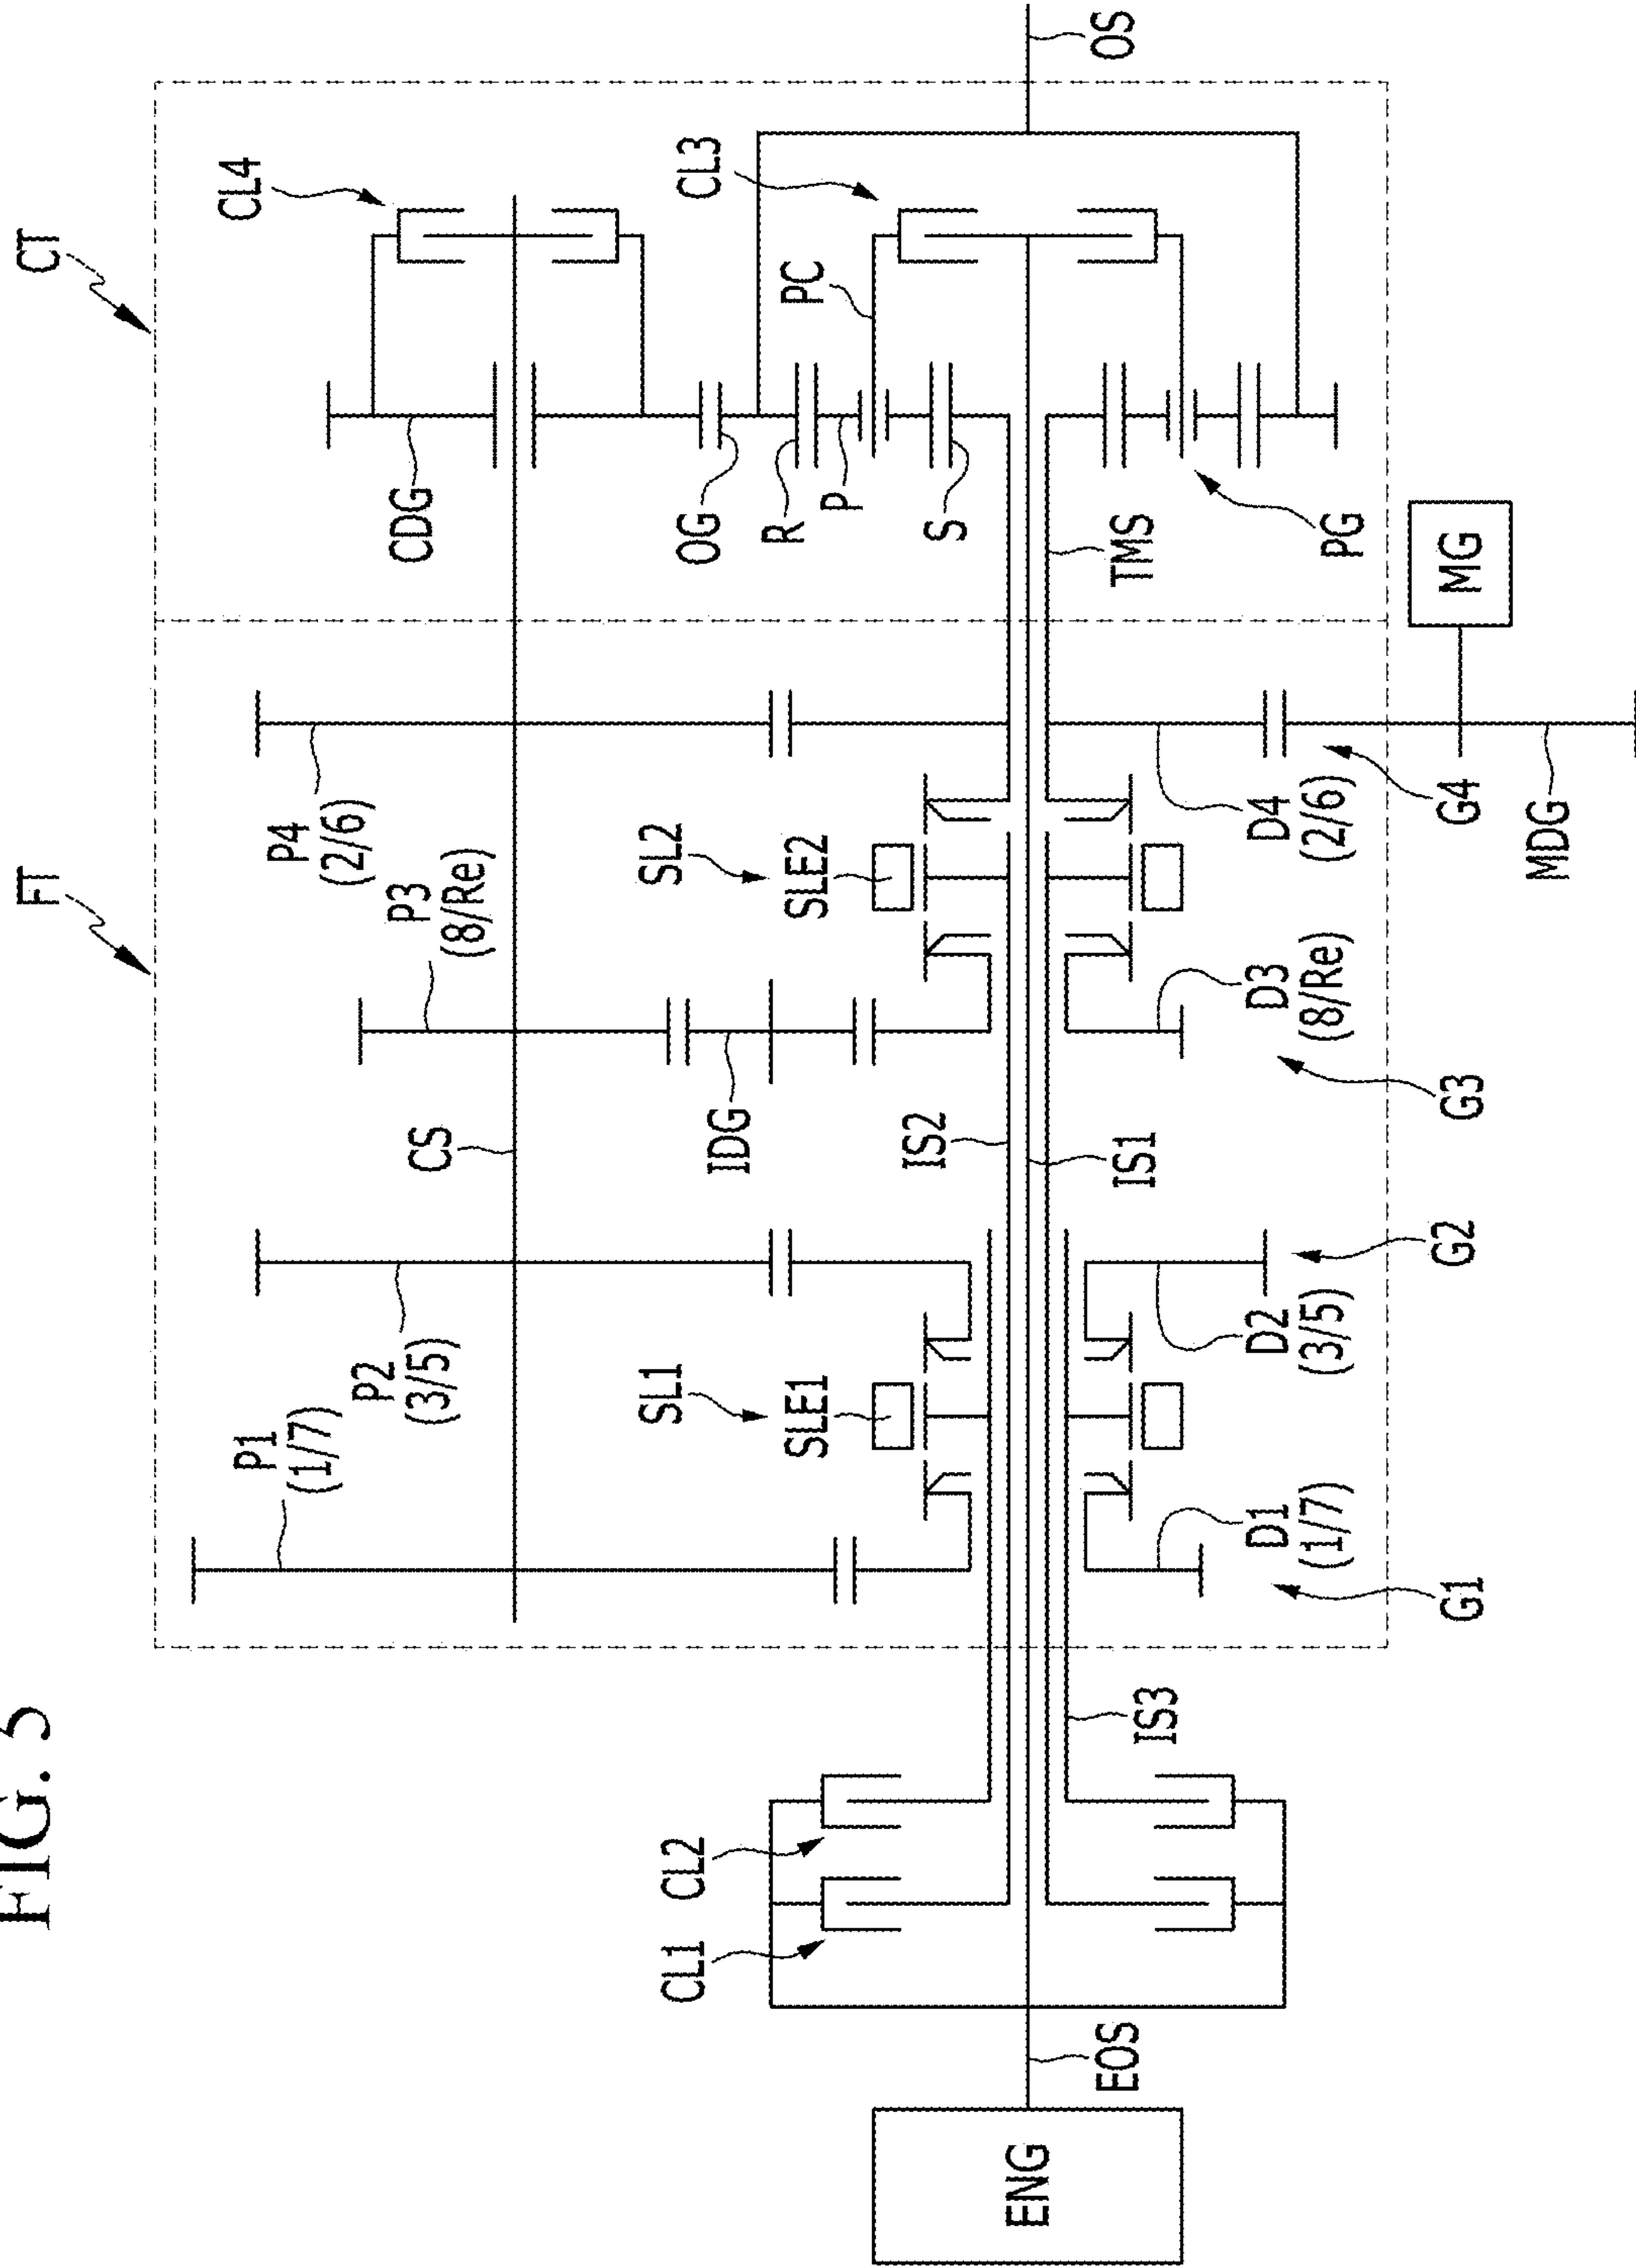 FIG. 5
FT
CT
P1
(1/7)
P2
(3/5)
P4
(2/6)
P3
(8/Re)
CS
CDG
CL4
CL1
CL2
SL1
SLE1
IDG
SL2
SLE2
OG
R
P
S
PC
CL3
IS2
IS1
IS3
TMS
ENG
EOS
OS
D1
(1/7)
D2
(3/5)
D3
(8/Re)
D4
(2/6)
PG
G1
G2
G3
G4
MG
MDG